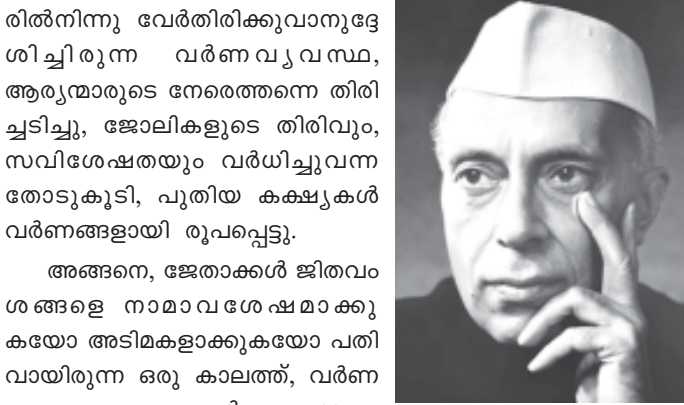 രിൽനിന്നു വേർതിരിക്കുവാനുദ്ദേ
ശിച്ചിരുന്ന വർണവ്യവസ്ഥ,
ആര്യന്മാരുടെ നേരെത്തന്നെ തിരി
ച്ചടിച്ചു, ജോലികളുടെ തിരിവും,
സവിശേഷതയും വർധിച്ചുവന്ന
തോടുകൂടി, പുതിയ കക്ഷ്യകൾ
വർണങ്ങളായി രൂപപ്പെട്ടു.
അങ്ങനെ, ജേതാക്കൾ ജിതവം
ശങ്ങളെ നാമാവശേഷമാക്കു
കയോ അടിമകളാക്കുകയോ പതി
വായിരുന്ന ഒരു കാലത്ത്, വർണ